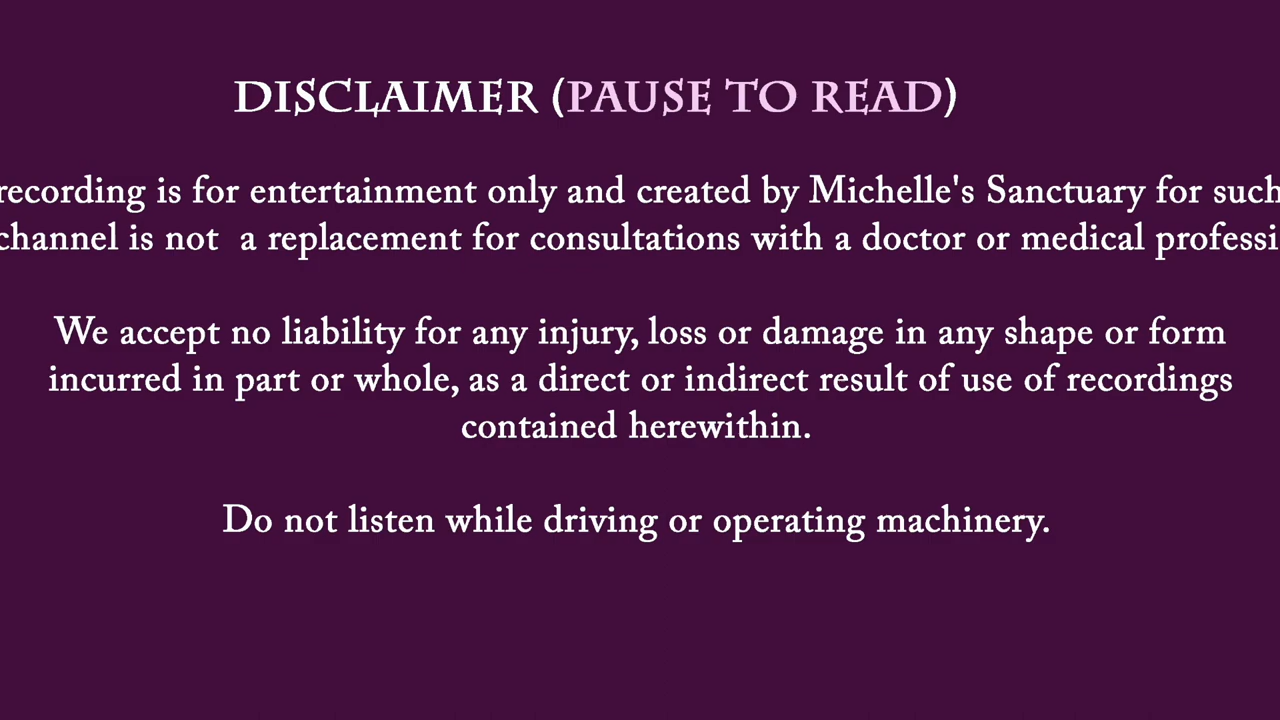 DISCLAIMER (PAUSE TO READ)
recording is for entertainment only and created by Michelle's Sanctuary for such
channel is not a replacement for consultations with a doctor or medical professi
We accept no liability for any injury, loss or damage in any shape or form
incurred in part or whole, as a direct or indirect result of use of recordings
contained herewithin.
Do not listen while driving or operating machinery.